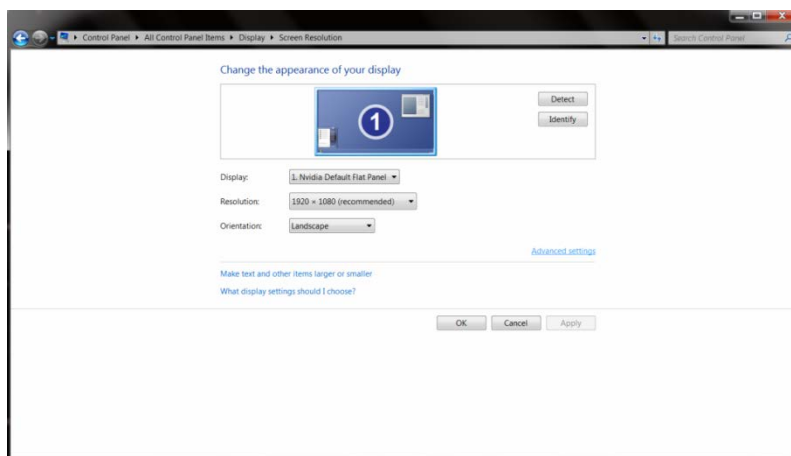 Control Panel ▸ All Control Panel Items ▸ Display ▸ Screen Resolution
Search Control Panel
Change the appearance of your display
1
Detect
Identify
Display: 1. Nvidia Default Flat Panel
Resolution: 1920 × 1080 (recommended)
Orientation: Landscape
Advanced settings
Make text and other items larger or smaller
What display settings should I choose?
OK Cancel Apply